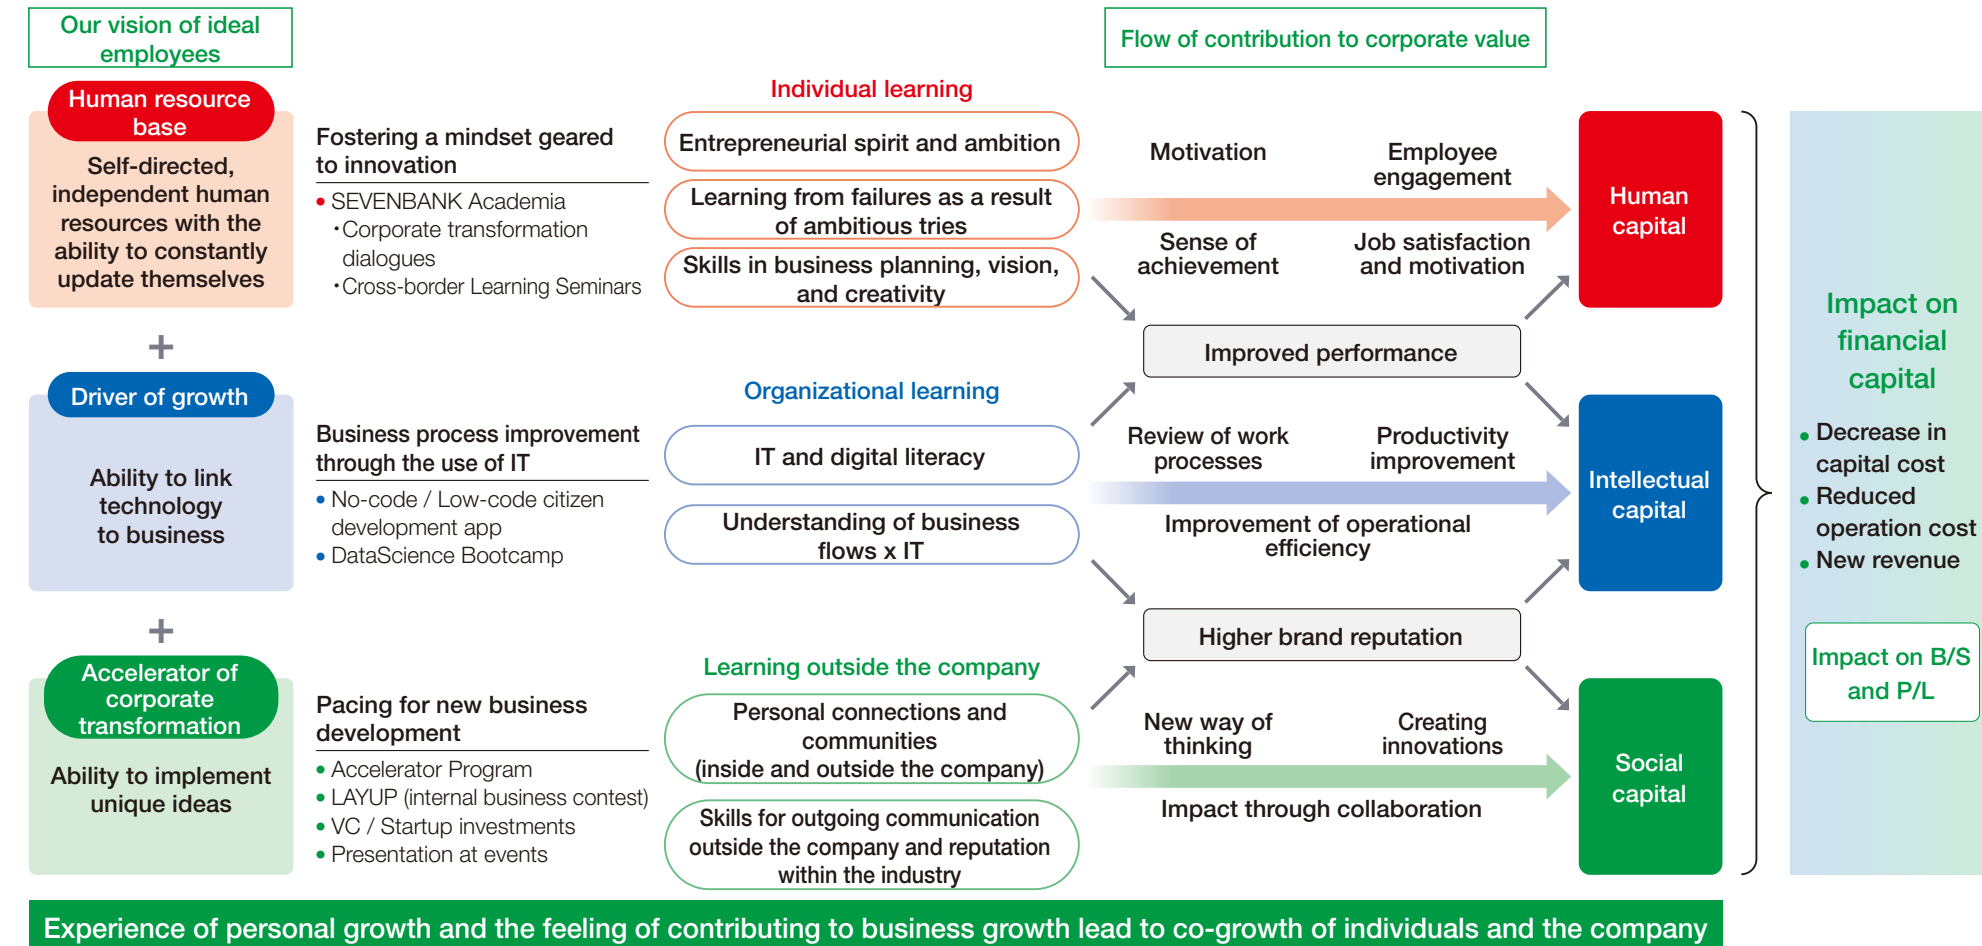 Our vision of ideal
employees
Flow of contribution to corporate value
Human resource
base
Self-directed,
independent human
resources with the
ability to constantly
update themselves
Fostering a mindset geared
to innovation
• SEVENBANK Academia
・Corporate transformation
dialogues
・Cross-border Learning Seminars
Individual learning
Entrepreneurial spirit and ambition
Learning from failures as a result
of ambitious tries
Skills in business planning, vision,
and creativity
Motivation
Employee
engagement
Sense of
achievement
Job satisfaction
and motivation
Human
capital
+
Improved performance
Driver of growth
Ability to link
technology
to business
Business process improvement
through the use of IT
• No-code / Low-code citizen
development app
• DataScience Bootcamp
Organizational learning
IT and digital literacy
Understanding of business
flows x IT
Review of work
processes
Productivity
improvement
Improvement of operational
efficiency
Intellectual
capital
+
Higher brand reputation
Accelerator of
corporate
transformation
Ability to implement
unique ideas
Pacing for new business
development
• Accelerator Program
• LAYUP (internal business contest)
• VC / Startup investments
• Presentation at events
Learning outside the company
Personal connections and
communities
(inside and outside the company)
Skills for outgoing communication
outside the company and reputation
within the industry
New way of
thinking
Creating
innovations
Impact through collaboration
Social
capital
Impact on
financial
capital
• Decrease in
capital cost
• Reduced
operation cost
• New revenue
Impact on B/S
and P/L
Experience of personal growth and the feeling of contributing to business growth lead to co-growth of individuals and the company